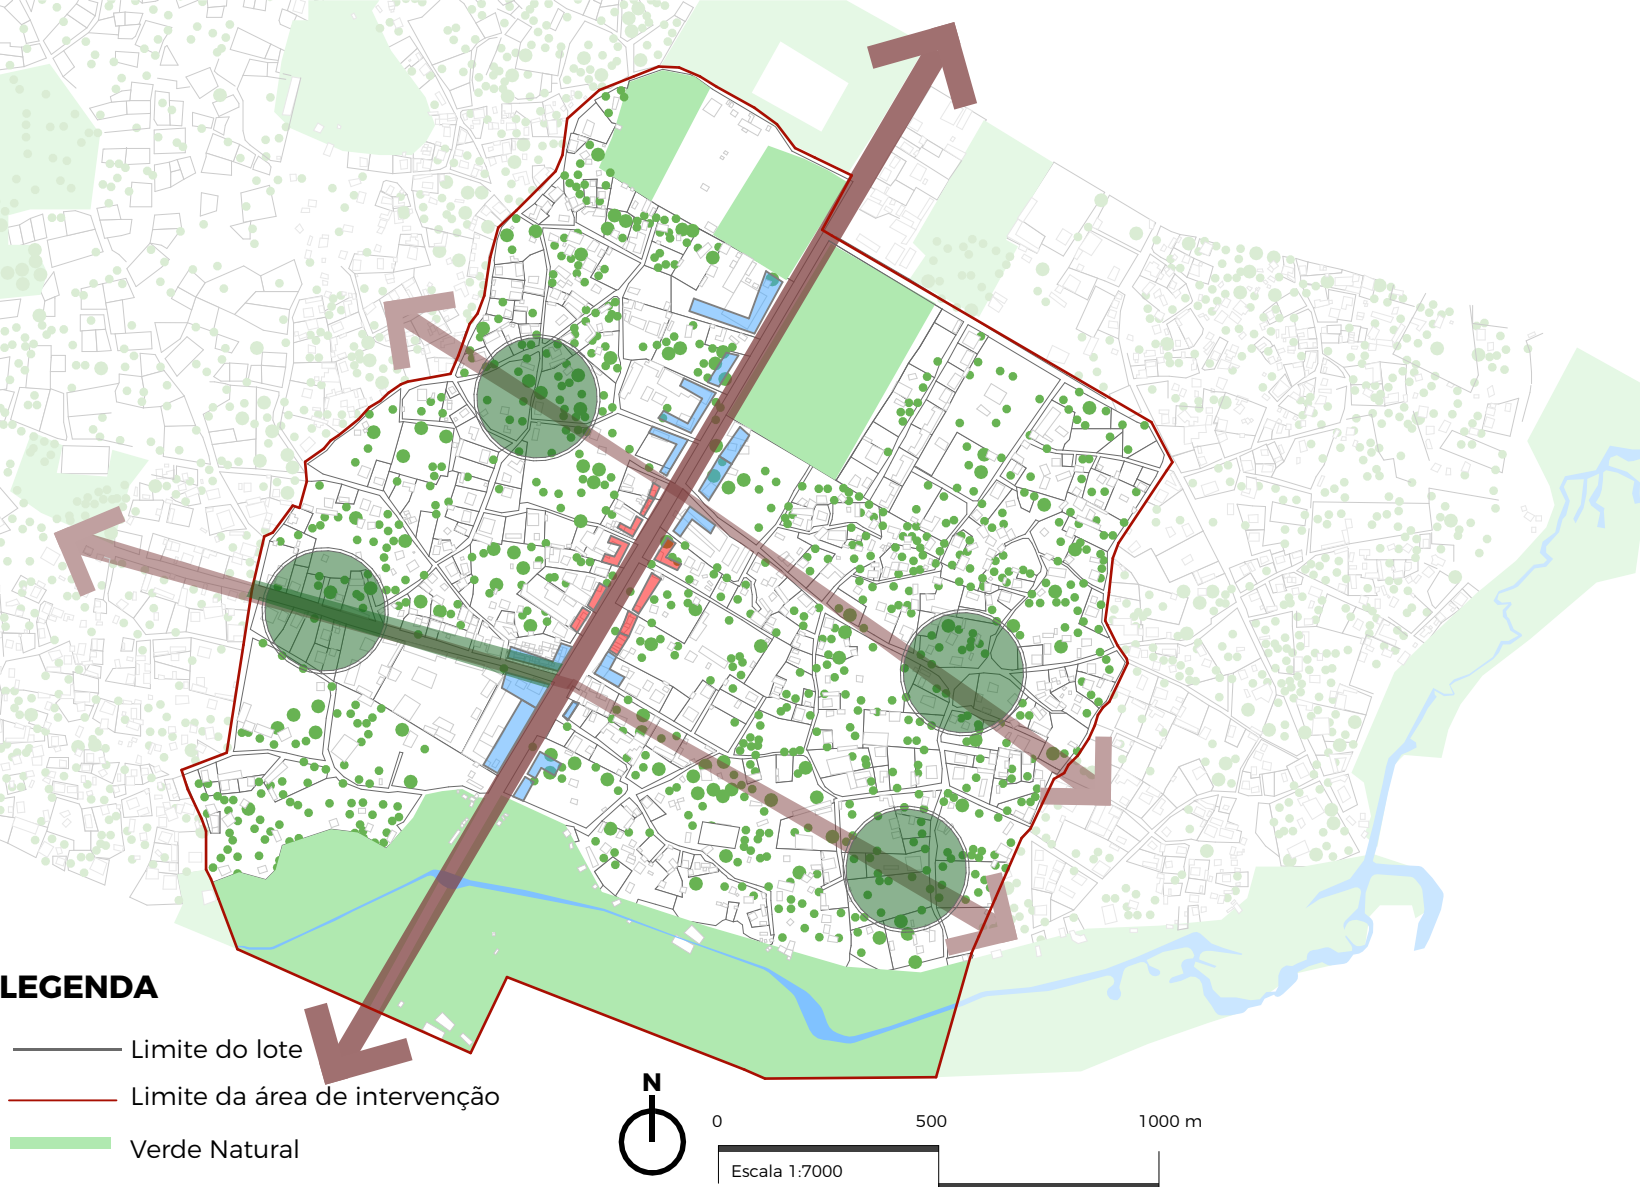 LEGENDA
Limite do lote
Limite da área de intervenção
Verde Natural
N
0 500 1000 m
Escala 1:7000